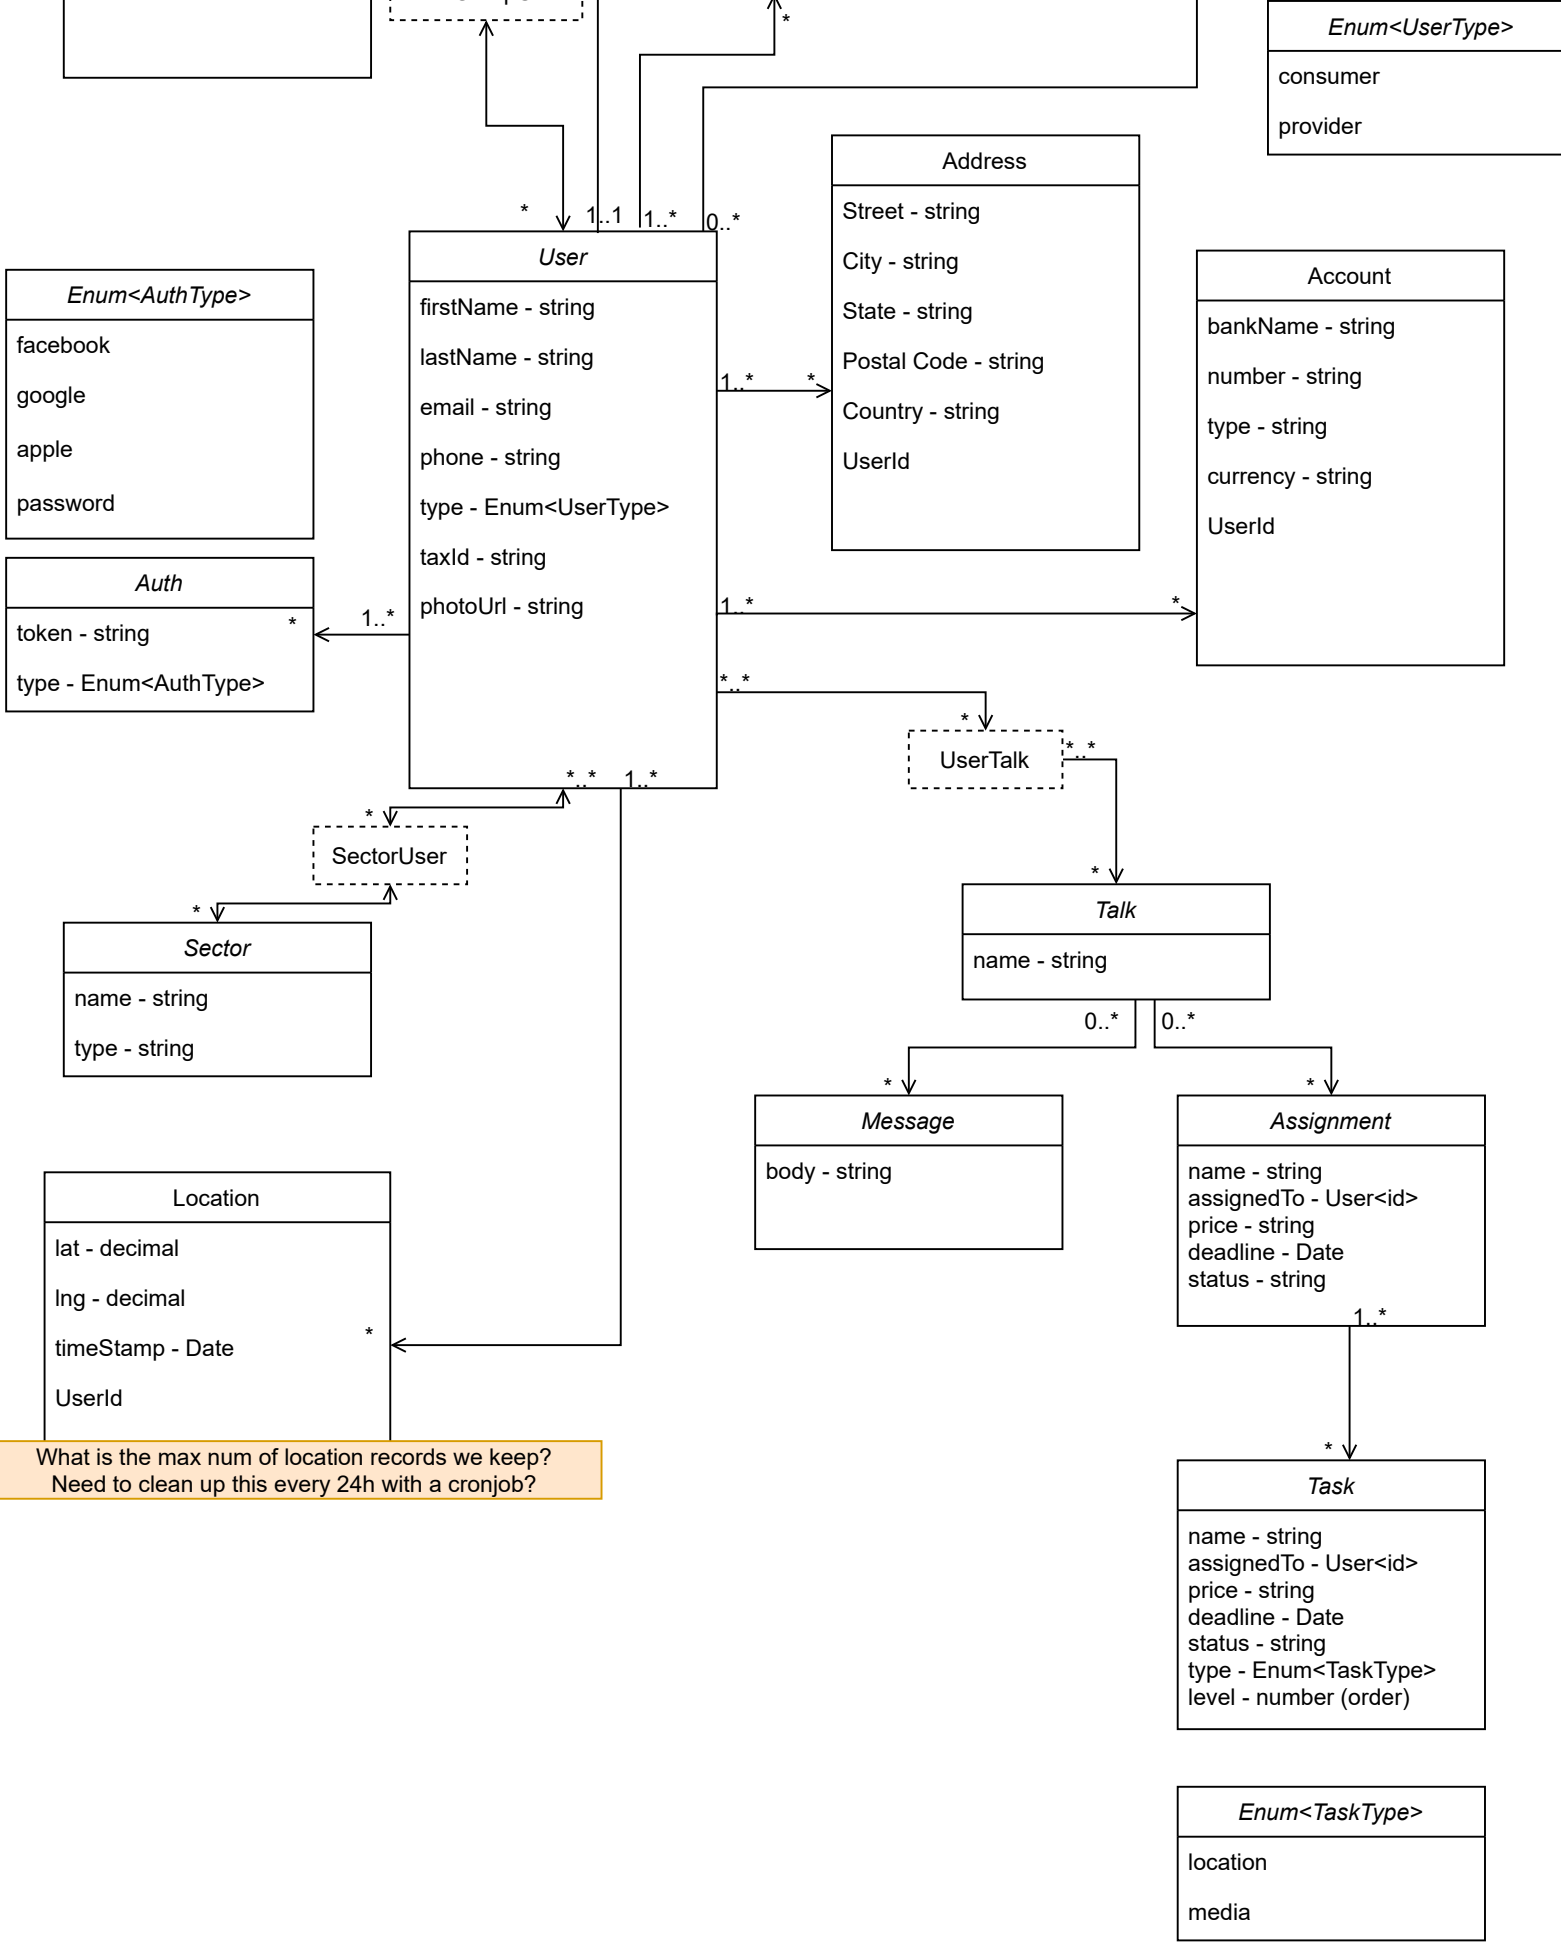 *
Enum<UserType>
consumer
provider
*
1..1
1..*
0..*
User
firstName - string
lastName - string
email - string
phone - string
type - Enum<UserType>
taxId - string
photoUrl - string
Address
Street - string
City - string
State - string
Postal Code - string
Country - string
UserId
1..*
*
Account
bankName - string
number - string
type - string
currency - string
UserId
1..*
*
Enum<AuthType>
facebook
google
apple
password
Auth
token - string
type - Enum<AuthType>
*
1..*
*..*
*
UserTalk
*..*
*
*..*
1..*
*
SectorUser
*
Sector
name - string
type - string
Talk
name - string
0..*
0..*
*
*
Message
body - string
Assignment
name - string
assignedTo - User<id>
price - string
deadline - Date
status - string
1..*
Location
lat - decimal
lng - decimal
timeStamp - Date
UserId
*
What is the max num of location records we keep?
Need to clean up this every 24h with a cronjob?
*
Task
name - string
assignedTo - User<id>
price - string
deadline - Date
status - string
type - Enum<TaskType>
level - number (order)
Enum<TaskType>
location
media